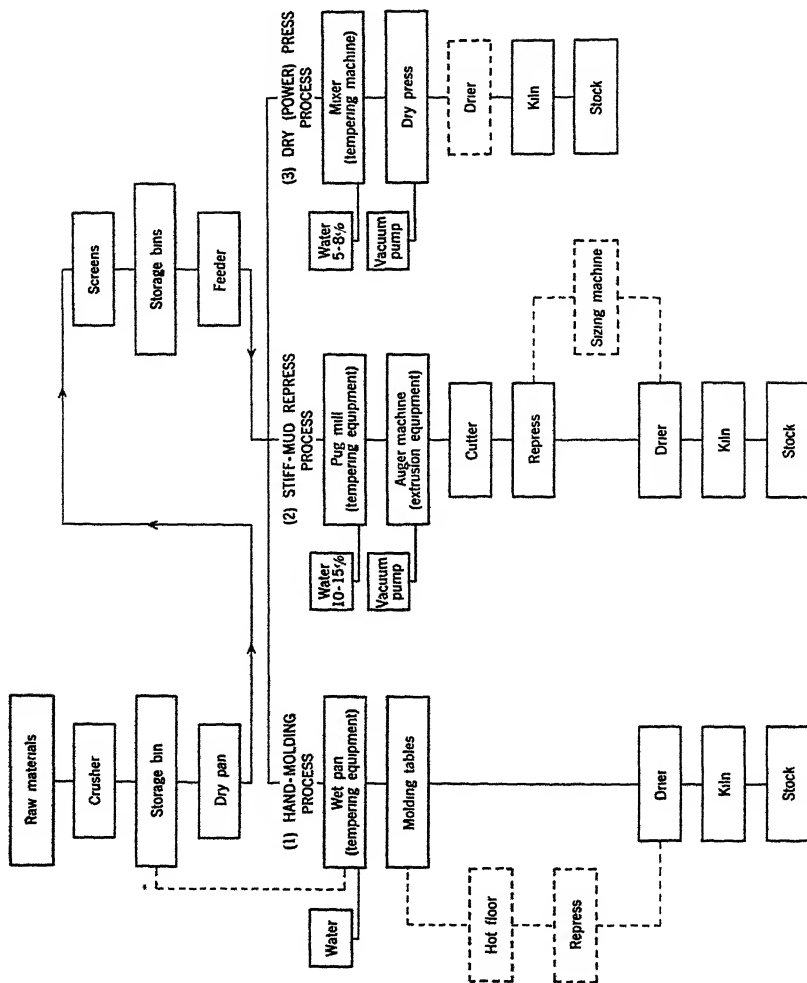 Raw materials
Crusher
Storage bin
Dry pan
Screens
Storage bins
Feeder
(1) HAND-MOLDING
PROCESS
Water
Wet pan
(tempering equipment)
Molding tables
Hot floor
Repress
Drier
Kiln
Stock
(2) STIFF-MUD REPRESS
PROCESS
Water
10-15%
Pug mill
(tempering equipment)
Vacuum
pump
Auger machine
(extrusion equipment)
Cutter
Repress
Sizing machine
Drier
Kiln
Stock
(3) DRY (POWER) PRESS
PROCESS
Water
5-8%
Mixer
(tempering machine)
Vacuum
pump
Dry press
Drier
Kiln
Stock